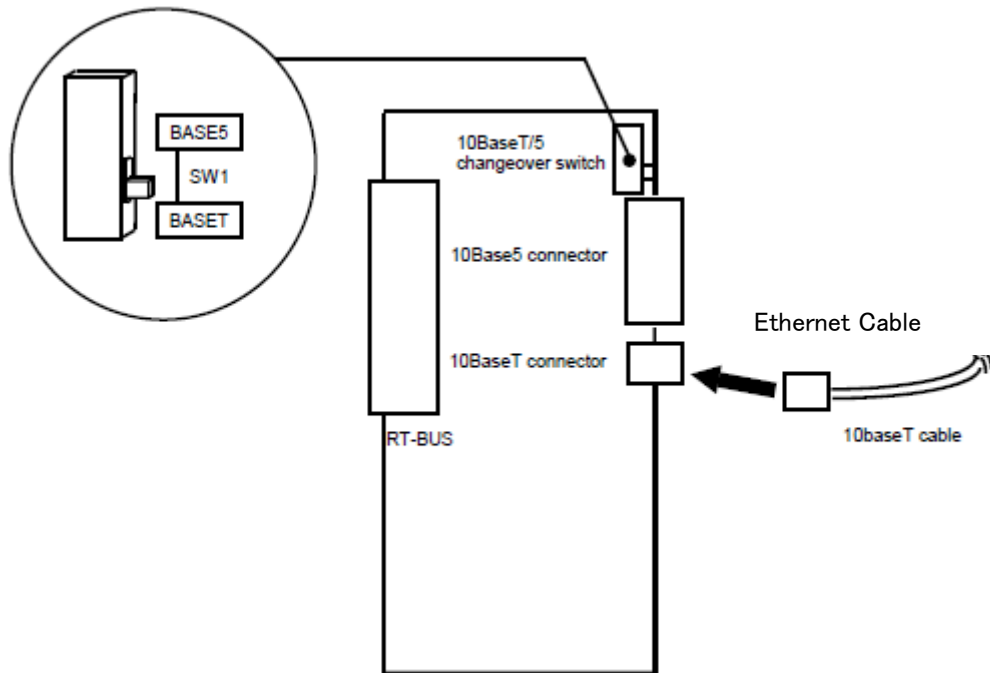 BASE5
SW1
BASET
10BaseT/5
changeover switch
10Base5 connector
Ethernet Cable
10BaseT connector
RT-BUS
10baseT cable